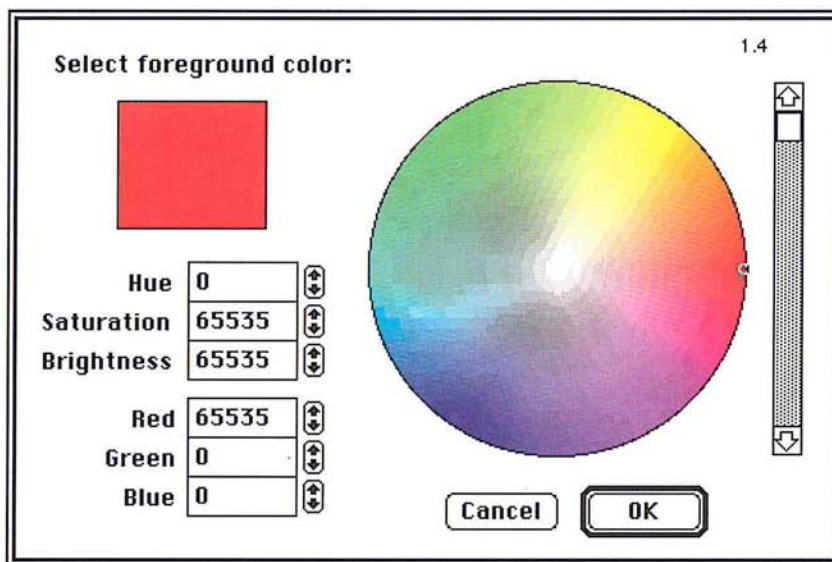 1.4
Select foreground color:
Hue 0
Saturation 65535
Brightness 65535
Red 65535
Green 0
Blue 0
Cancel OK